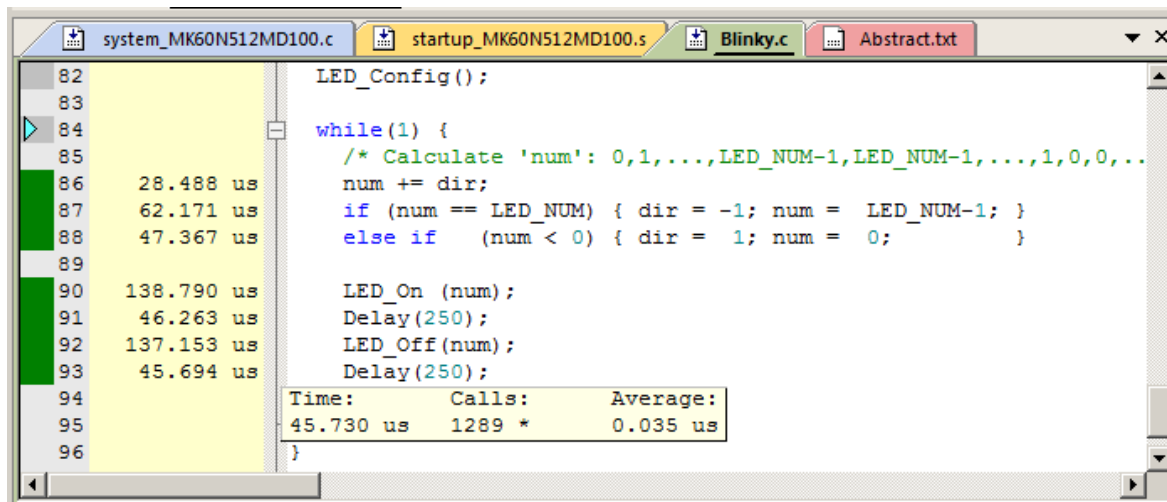 system_MK60N512MD100.c startup_MK60N512MD100.s Blinky.c Abstract.txt
82 LED_Config();
83
84 while(1) {
85 /* Calculate 'num': 0,1,...,LED_NUM-1,LED_NUM-1,...,1,0,0,..
86 28.488 us num += dir;
87 62.171 us if (num == LED_NUM) { dir = -1; num = LED_NUM-1; }
88 47.367 us else if (num < 0) { dir = 1; num = 0; }
89
90 138.790 us LED_On (num);
91 46.263 us Delay(250);
92 137.153 us LED_Off(num);
93 45.694 us Delay(250);
94 Time: Calls: Average:
95 45.730 us 1289 * 0.035 us
96 }